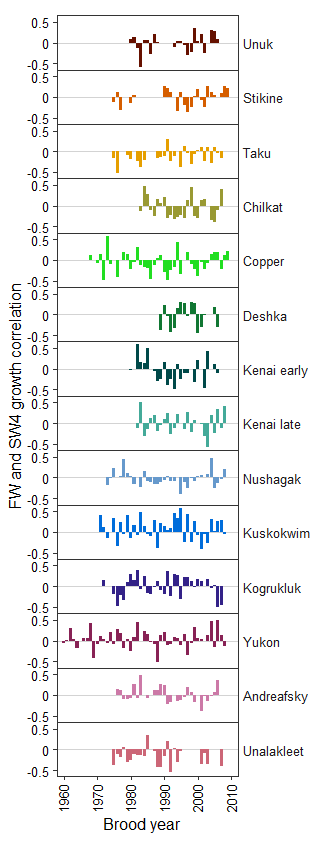 FW and SW4 growth correlation
0.5
0
-0.5
Unuk
0.5
0
-0.5
Stikine
0.5
0
-0.5
Taku
0.5
0
-0.5
Chilkat
0.5
0
-0.5
Copper
0.5
0
-0.5
Deshka
0.5
0
-0.5
Kenai early
0.5
0
-0.5
Kenai late
0.5
0
-0.5
Nushagak
0.5
0
-0.5
Kuskokwim
0.5
0
-0.5
Kogrukluk
0.5
0
-0.5
Yukon
0.5
0
-0.5
Andreafsky
0.5
0
-0.5
Unalakleet
1960 1970 1980 1990 2000 2010
Brood year